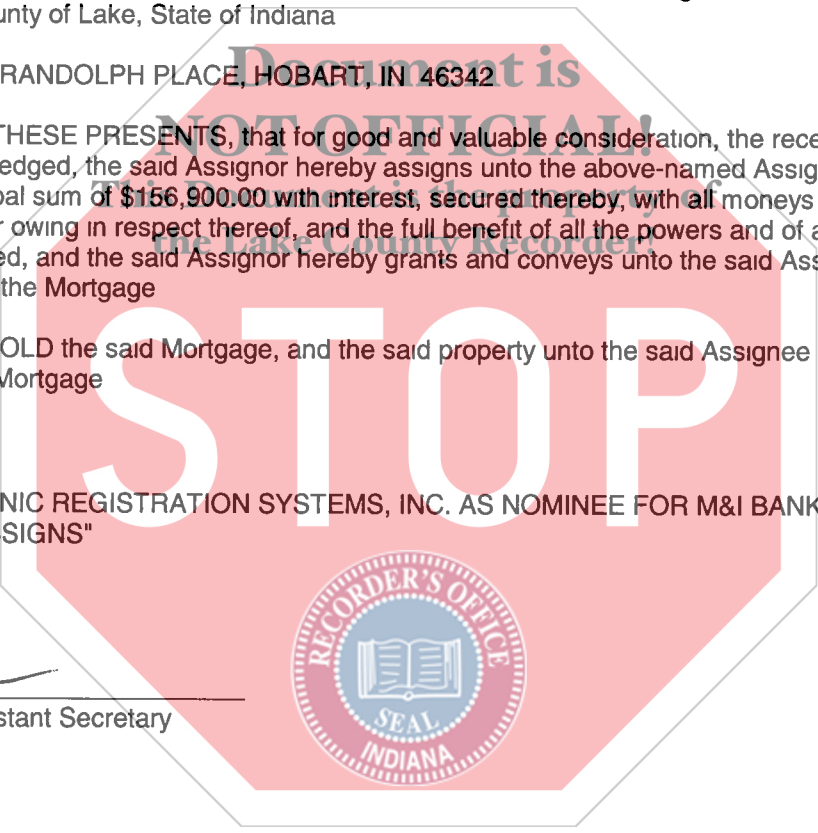 unty of Lake, State of Indiana
RANDOLPH PLACE, HOBART, IN 46342
Document is
NOT OFFICIAL!
This Document is the property of
the Lake County Recorder!
THESE PRESENTS, that for good and valuable consideration, the rece
edged, the said Assignor hereby assigns unto the above-named Assig
pal sum of $156,900.00 with interest, secured thereby, with all moneys
r owing in respect thereof, and the full benefit of all the powers and of a
ed, and the said Assignor hereby grants and conveys unto the said Ass
the Mortgage
STOP
OLD the said Mortgage, and the said property unto the said Assignee
Mortgage
NIC REGISTRATION SYSTEMS, INC. AS NOMINEE FOR M&I BANK
SIGNS"
stant Secretary
RECORDER'S OFFICE
SEAL
INDIANA